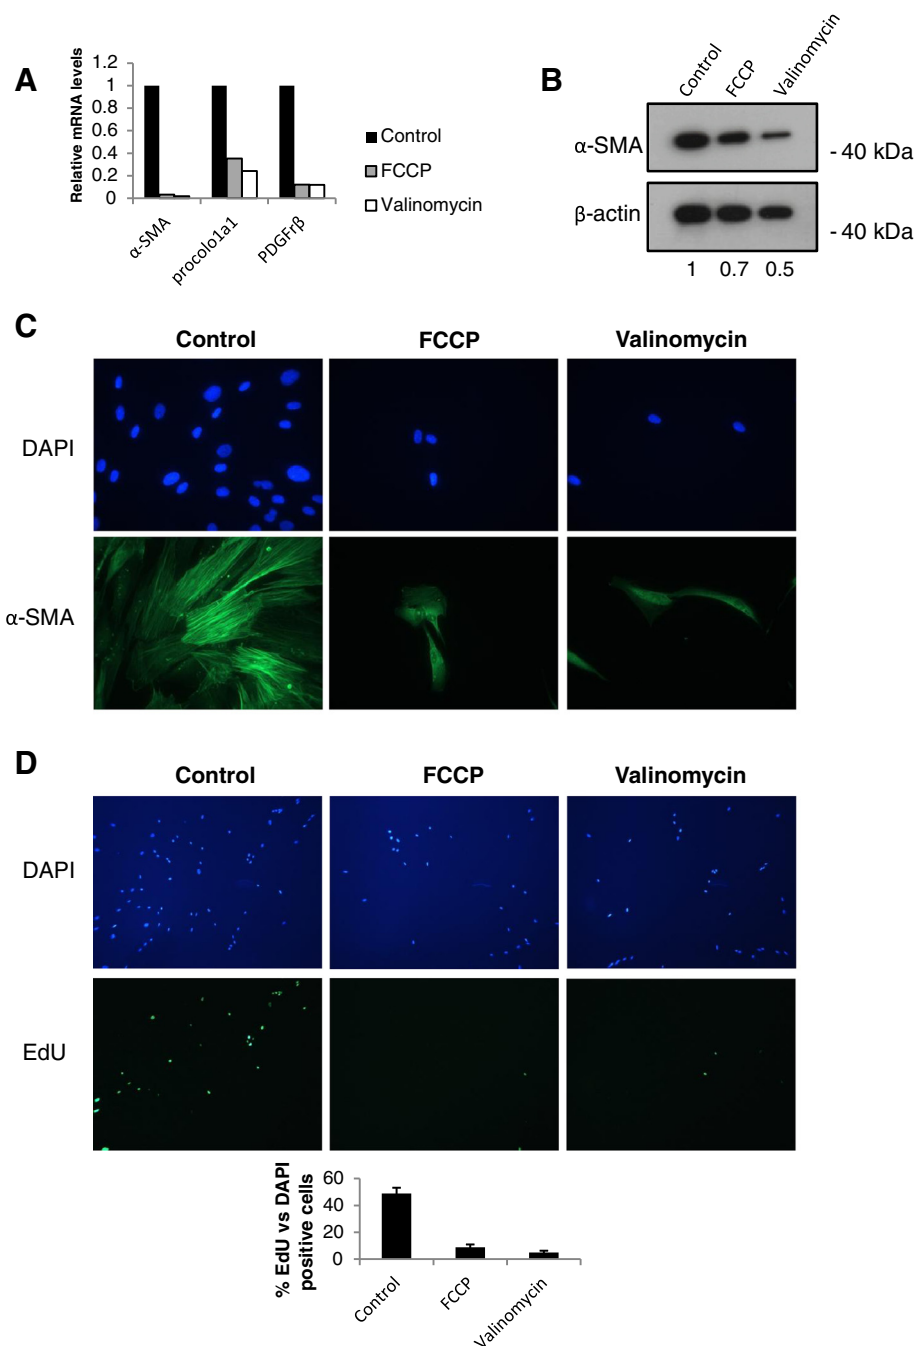 A
Relative mRNA levels
1.2
1
0.8
0.6
0.4
0.2
0
α-SMA
procolo1a1
PDGFrβ
Control
FCCP
Valinomycin
B
Control
FCCP
Valinomycin
α-SMA
- 40 kDa
β-actin
- 40 kDa
1 0.7 0.5
C
Control FCCP Valinomycin
DAPI
α-SMA
D
Control FCCP Valinomycin
DAPI
EdU
% EdU vs DAPI
positive cells
60
40
20
0
Control
FCCP
Valinomycin